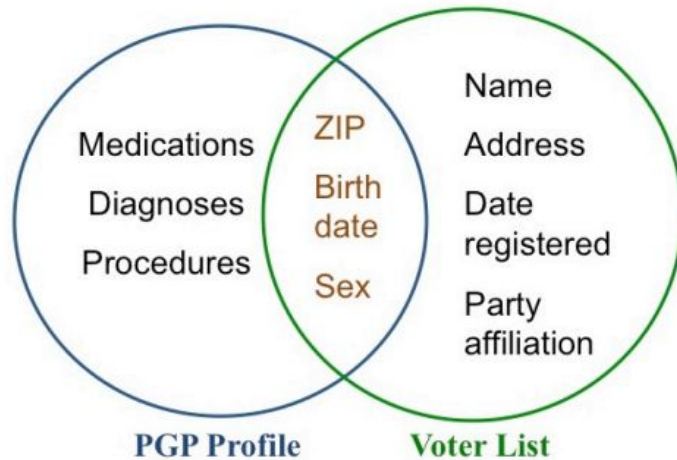 Medications
Diagnoses
Procedures
ZIP
Birth
date
Sex
Name
Address
Date
registered
Party
affiliation
PGP Profile
Voter List